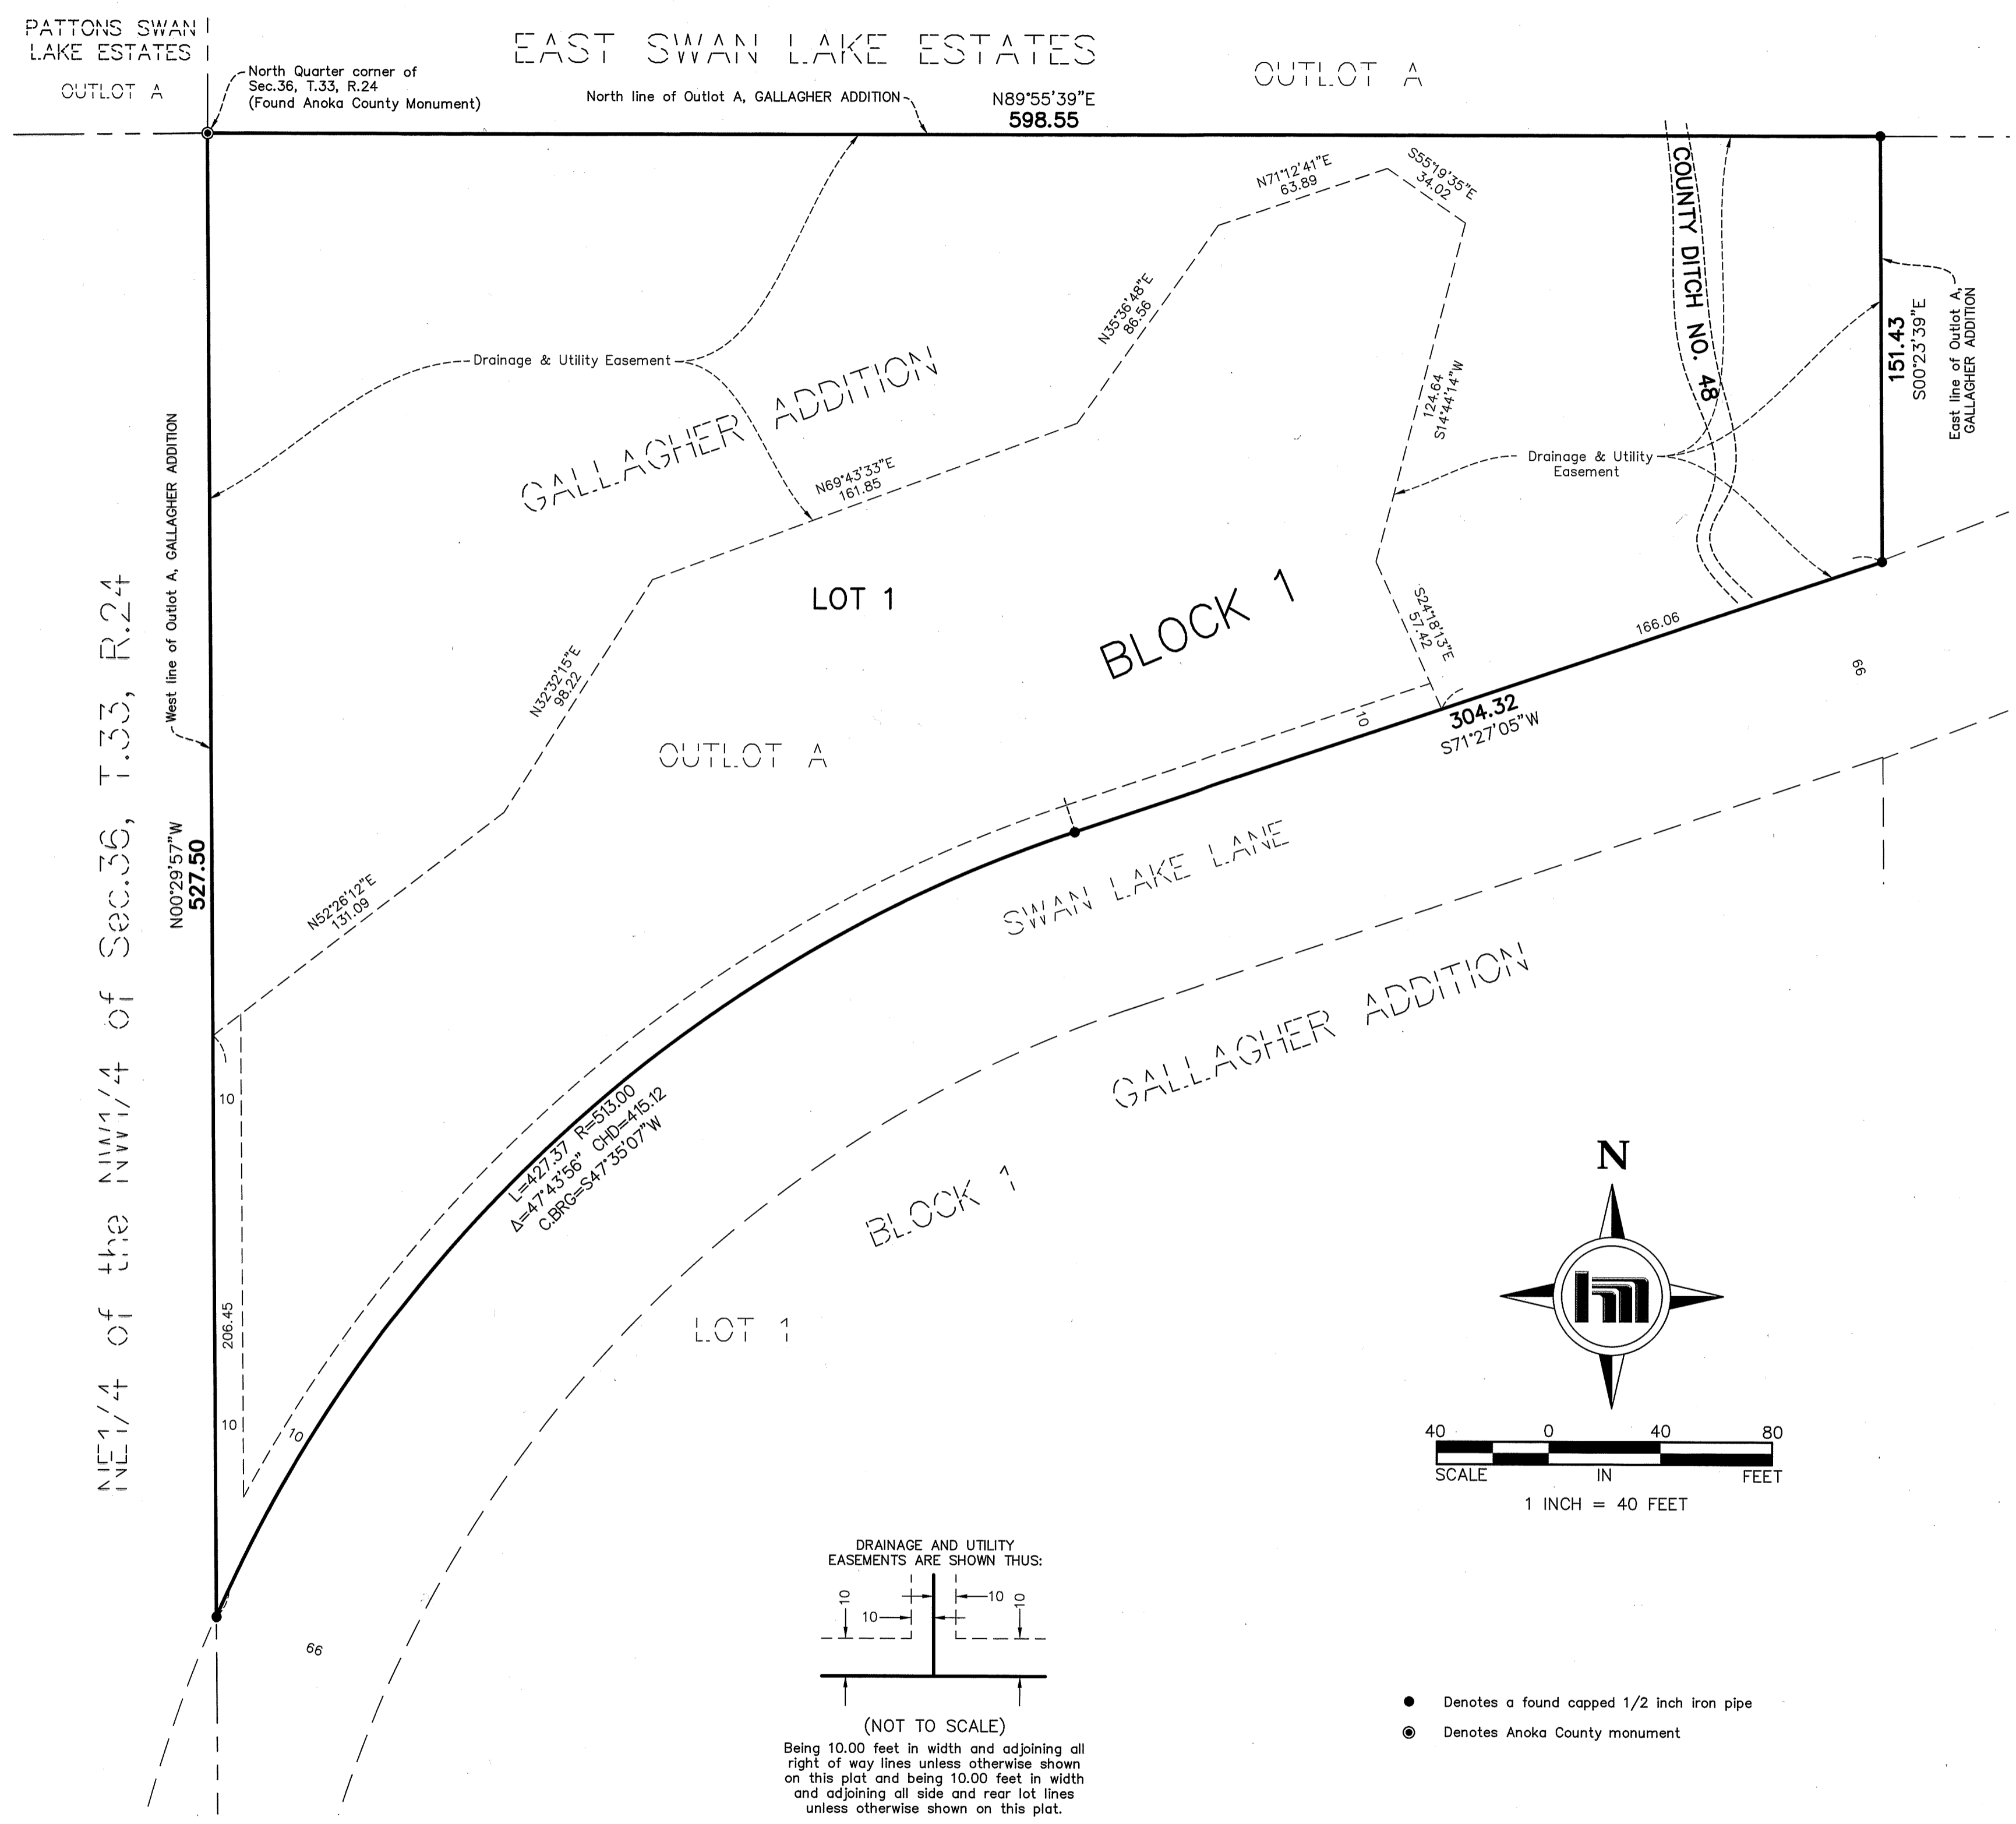 PATTONS SWAN
LAKE ESTATES
OUTLOT A
North Quarter corner of
Sec.36, T.33, R.24
(Found Anoka County Monument)
EAST SWAN LAKE ESTATES
OUTLOT A
North line of Outlot A, GALLAGHER ADDITION
N89°55'39"E
598.55
N71°12'41"E
63.89
S55°19'35"E
34.02
COUNTY DITCH NO. 48
N35°36'48"E
86.56
124.64
S14°44'14"W
151.43
S00°23'39"E
East line of Outlot A,
GALLAGHER ADDITION
Drainage & Utility Easement
GALLAGHER ADDITION
N69°43'33"E
161.85
Drainage & Utility
Easement
West line of Outlot A, GALLAGHER ADDITION
NE1/4 of the NW1/4 of Sec.36, T.33, R.24
LOT 1
BLOCK 1
S24°18'13"E
57.42
166.06
66
N32°32'15"E
98.22
10
304.32
S71°27'05"W
OUTLOT A
N00°29'57"W
527.50
N52°26'12"E
131.09
SWAN LAKE LANE
GALLAGHER ADDITION
10
L=427.37 R=513.00
Δ=47°43'56" CHD=415.12
C.BRG=S47°35'07"W
BLOCK 1
LOT 1
206.45
10
10
66
N
hm
40 0 40 80
SCALE IN FEET
1 INCH = 40 FEET
DRAINAGE AND UTILITY
EASEMENTS ARE SHOWN THUS:
10 10 10
10
(NOT TO SCALE)
Being 10.00 feet in width and adjoining all
right of way lines unless otherwise shown
on this plat and being 10.00 feet in width
and adjoining all side and rear lot lines
unless otherwise shown on this plat.
Denotes a found capped 1/2 inch iron pipe
Denotes Anoka County monument